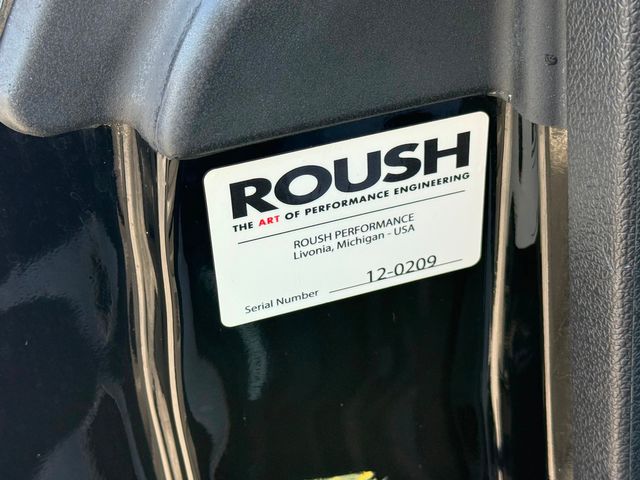 ROUSH
THE ART OF PERFORMANCE ENGINEERING
ROUSH PERFORMANCE
Livonia, Michigan - USA
Serial Number 12-0209